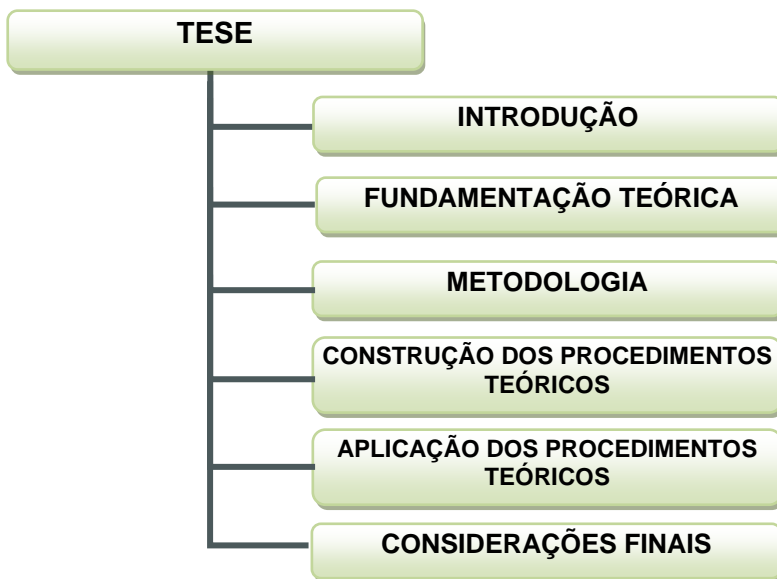 TESE
INTRODUÇÃO
FUNDAMENTAÇÃO TEÓRICA
METODOLOGIA
CONSTRUÇÃO DOS PROCEDIMENTOS
TEÓRICOS
APLICAÇÃO DOS PROCEDIMENTOS
TEÓRICOS
CONSIDERAÇÕES FINAIS